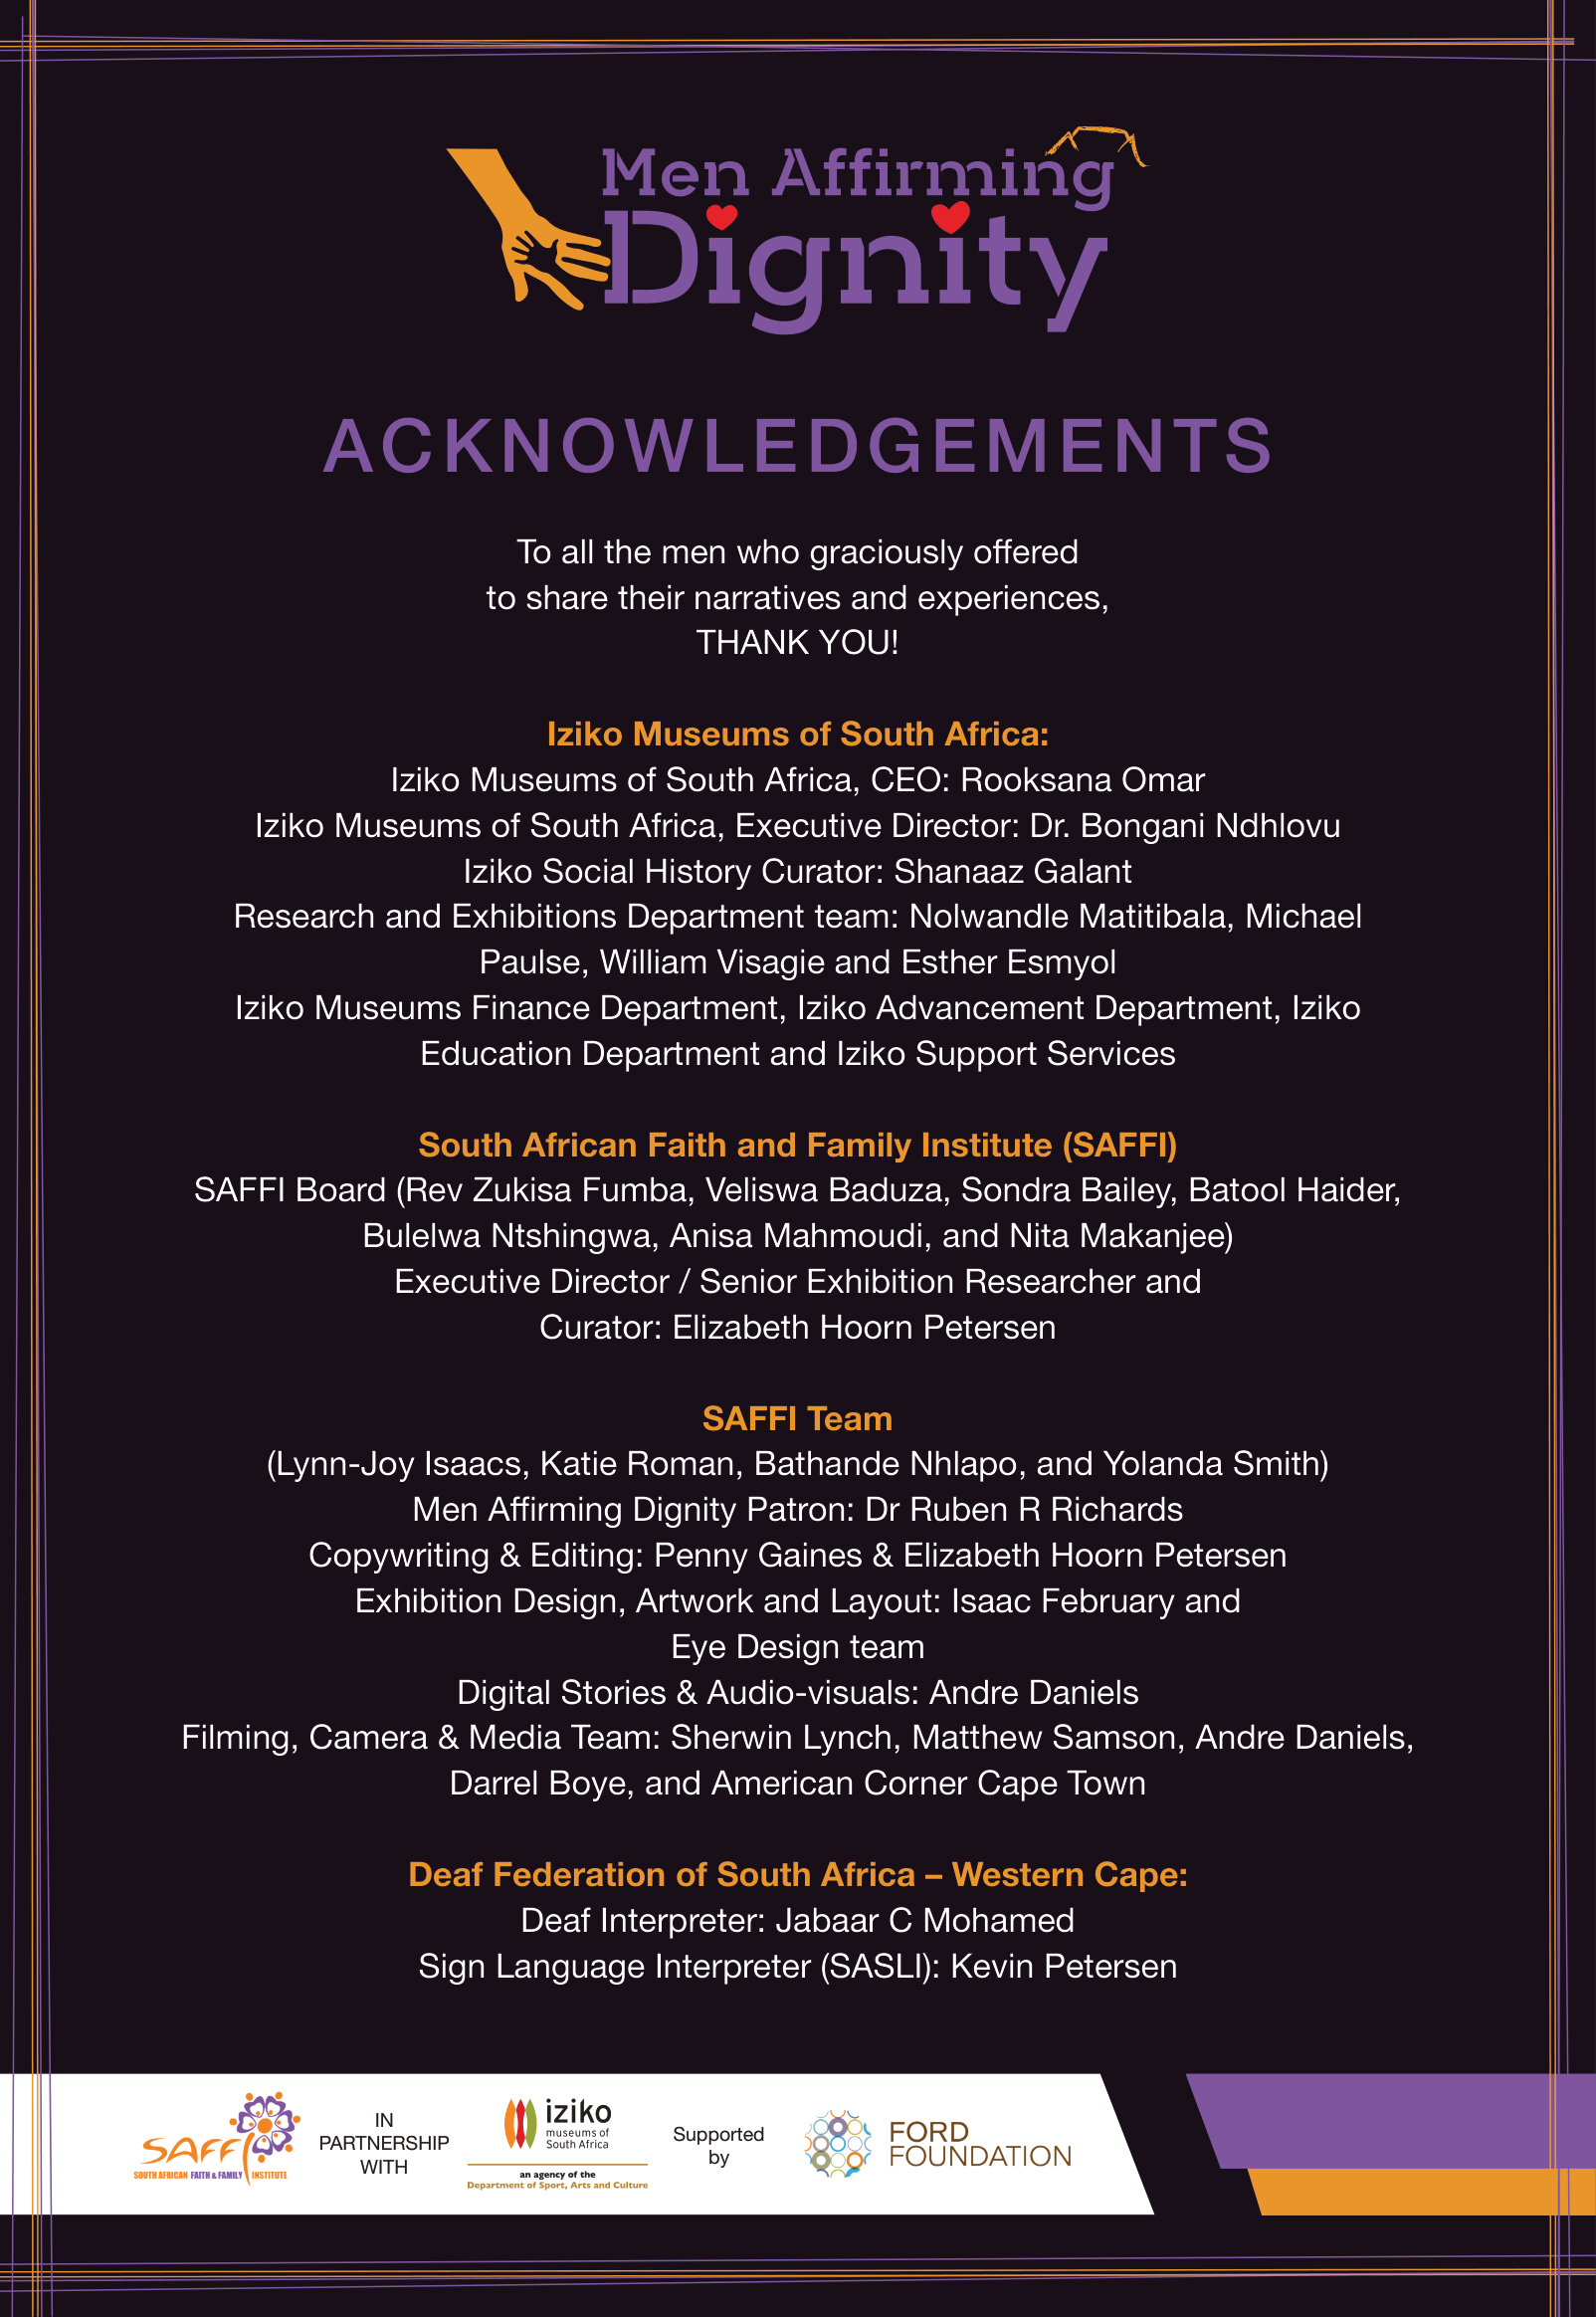 Men Affirming
Dignity
ACKNOWLEDGEMENTS
To all the men who graciously offered
to share their narratives and experiences,
THANK YOU!
Iziko Museums of South Africa:
Iziko Museums of South Africa, CEO: Rooksana Omar
Iziko Museums of South Africa, Executive Director: Dr. Bongani Ndhlovu
Iziko Social History Curator: Shanaaz Galant
Research and Exhibitions Department team: Nolwandle Matitibala, Michael
Paulse, William Visagie and Esther Esmyol
Iziko Museums Finance Department, Iziko Advancement Department, Iziko
Education Department and Iziko Support Services
South African Faith and Family Institute (SAFFI)
SAFFI Board (Rev Zukisa Fumba, Veliswa Baduza, Sondra Bailey, Batool Haider,
Bulelwa Ntshingwa, Anisa Mahmoudi, and Nita Makanjee)
Executive Director / Senior Exhibition Researcher and
Curator: Elizabeth Hoorn Petersen
SAFFI Team
(Lynn-Joy Isaacs, Katie Roman, Bathande Nhlapo, and Yolanda Smith)
Men Affirming Dignity Patron: Dr Ruben R Richards
Copywriting & Editing: Penny Gaines & Elizabeth Hoorn Petersen
Exhibition Design, Artwork and Layout: Isaac February and
Eye Design team
Digital Stories & Audio-visuals: Andre Daniels
Filming, Camera & Media Team: Sherwin Lynch, Matthew Samson, Andre Daniels,
Darrel Boye, and American Corner Cape Town
Deaf Federation of South Africa – Western Cape:
Deaf Interpreter: Jabaar C Mohamed
Sign Language Interpreter (SASLI): Kevin Petersen
SAFFI
SOUTH AFRICAN FAITH & FAMILY INSTITUTE
IN
PARTNERSHIP
WITH
iziko
museums of
South Africa
an agency of the
Department of Sport, Arts and Culture
Supported
by
FORD
FOUNDATION